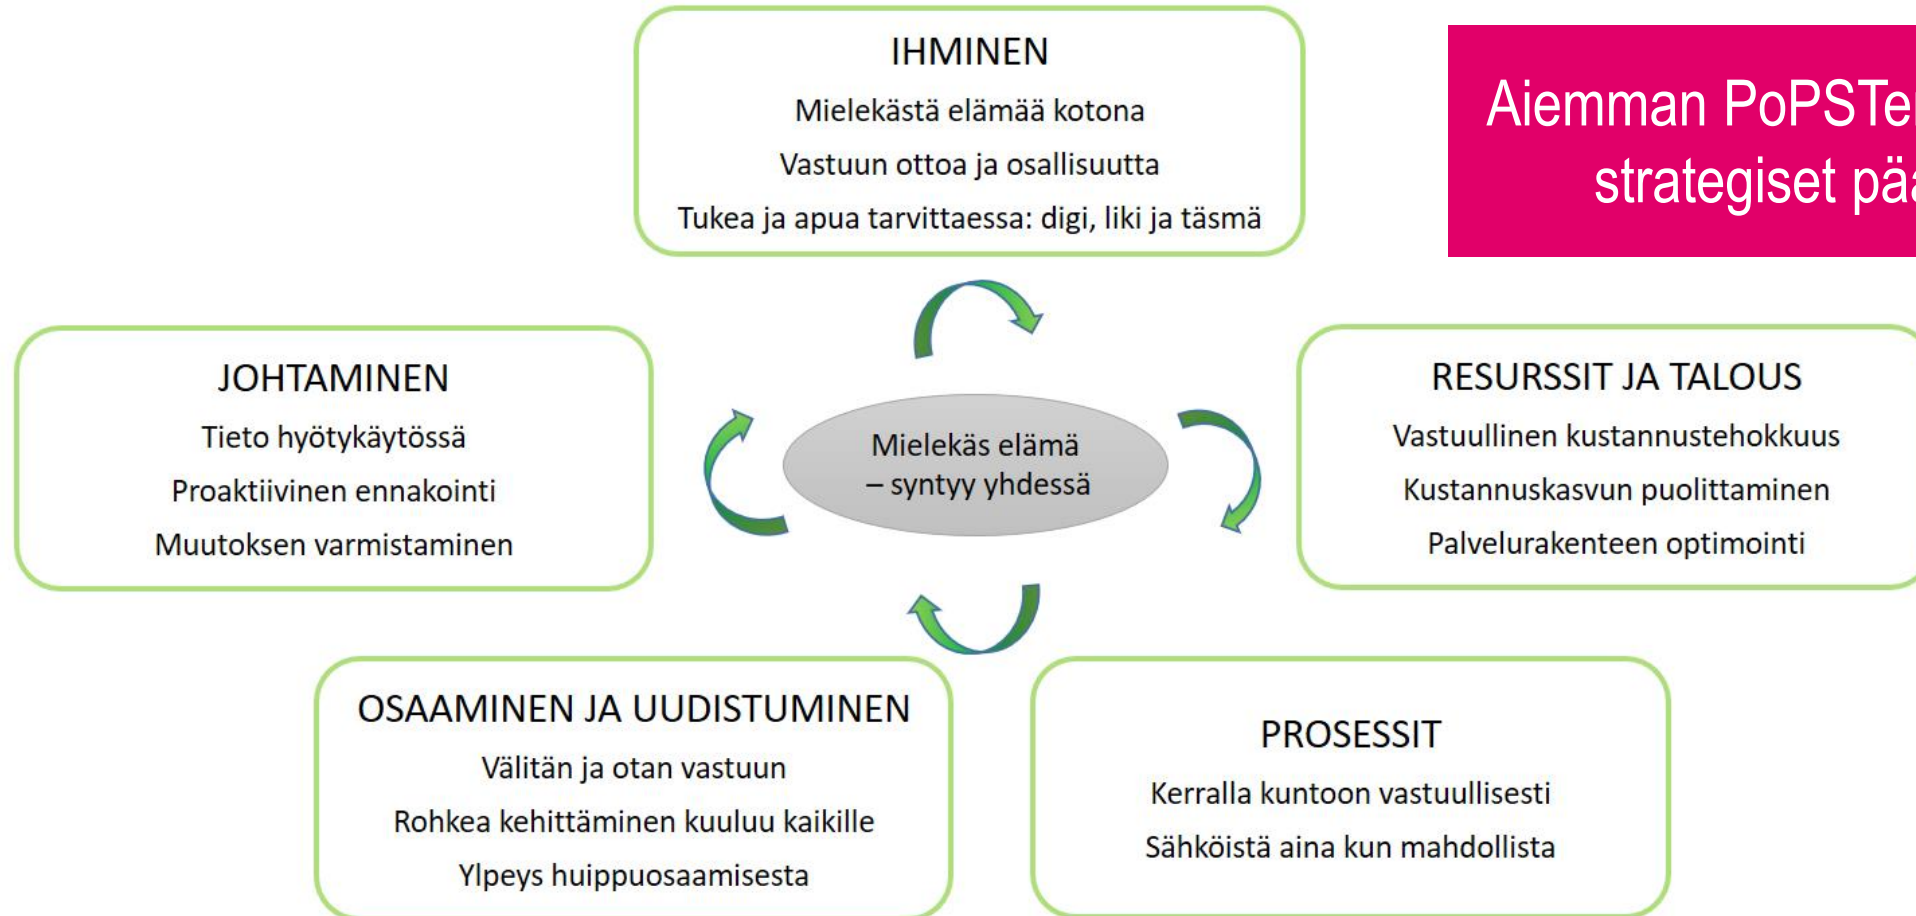 IHMINEN
Mielekästä elämää kotona
Vastuun ottoa ja osallisuutta
Tukea ja apua tarvittaessa: digi, liki ja täsmä
Aiemman
strategiset
JOHTAMINEN
Tieto hyötykäytössä
Proaktiivinen ennakointi
Muutoksen varmistaminen
Mielekäs elämä
– syntyy yhdessä
RESURSSIT JA TALOUS
Vastuullinen kustannustehokkuus
Kustannuskasvun puolittaminen
Palvelurakenteen optimointi
OSAAMINEN JA UUDISTUMINEN
Välitän ja otan vastuun
Rohkea kehittäminen kuuluu kaikille
Ylpeys huippuosaamisesta
PROSESSIT
Kerralla kuntoon vastuullisesti
Sähköistä aina kun mahdollista